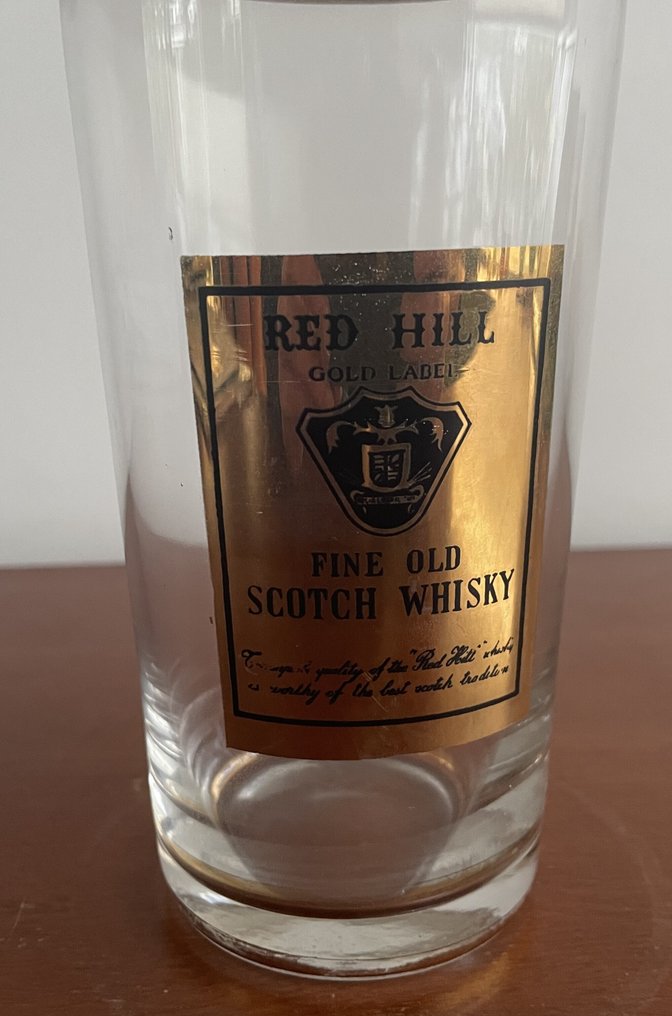 RED HILL
GOLD LABEL
FINE OLD
SCOTCH WHISKY
quality of the "Red Hill" whisky
is worthy of the best scotch tradition